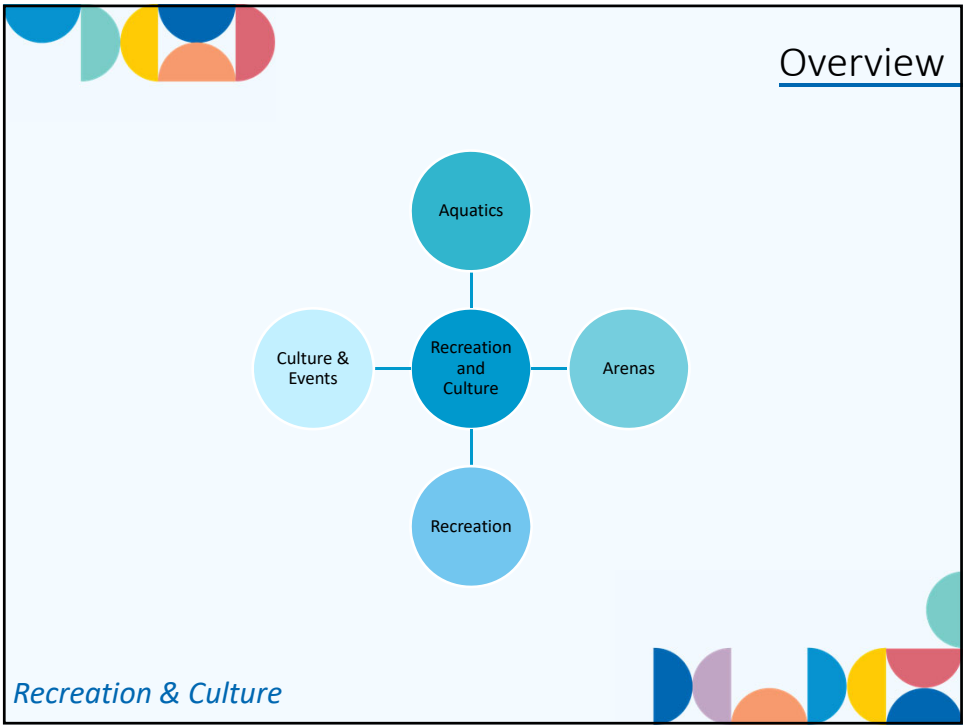 Overview
Aquatics
Culture &
Events
Recreation
and
Culture
Arenas
Recreation
Recreation & Culture